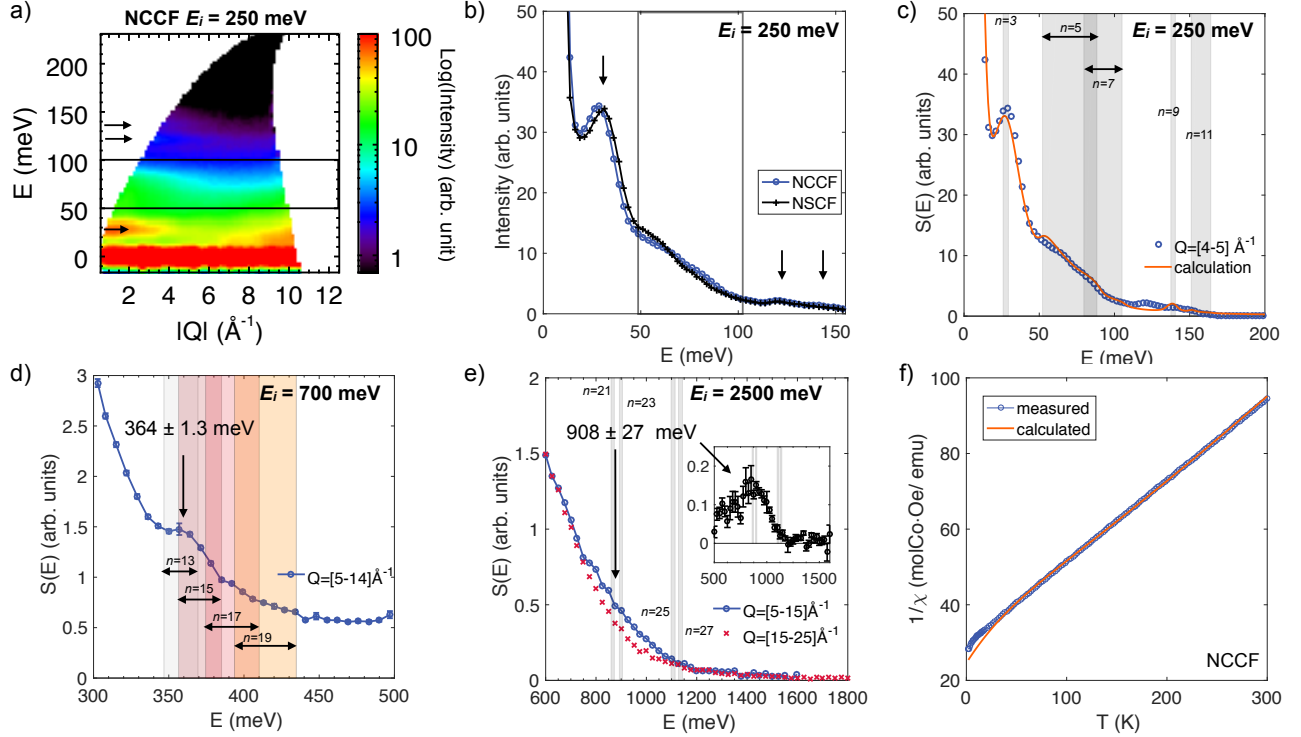 a)
NCCF E_i = 250 meV
E (meV)
200
150
100
50
0
2 4 6 8 10 12
|Q| (Å⁻¹)
100
10
1
Log(Intensity) (arb. unit)
b)
E_i = 250 meV
Intensity (arb. units)
50
40
30
20
10
0
0 50 100 150
E (meV)
NCCF
NSCF
c)
E_i = 250 meV
S(E) (arb. units)
50
40
30
20
10
0
n=3
n=5
n=7
n=9
n=11
Q=[4-5] Å⁻¹
calculation
0 50 100 150 200
E (meV)
d)
E_i = 700 meV
S(E) (arb. units)
3
2.5
2
1.5
1
0.5
0
364 ± 1.3 meV
n=13
n=15
n=17
n=19
Q=[5-14]Å⁻¹
300 350 400 450 500
E (meV)
e)
E_i = 2500 meV
S(E) (arb. units)
2
1.5
1
0.5
0
n=21
n=23
908 ± 27 meV
0.2
0.1
0
500 1000 1500
n=25
n=27
Q=[5-15]Å⁻¹
Q=[15-25]Å⁻¹
600 800 1000 1200 1400 1600 1800
E (meV)
f)
1/χ (molCo·Oe/ emu)
100
80
60
40
20
measured
calculated
NCCF
0 100 200 300
T (K)